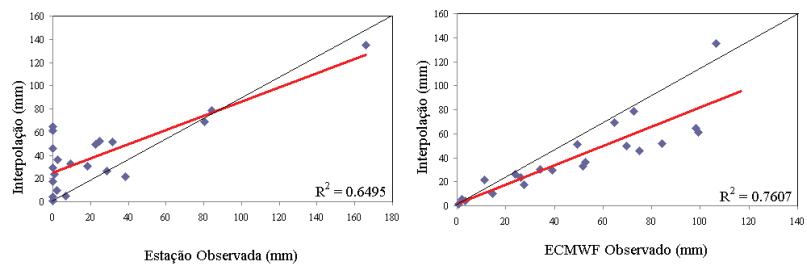 Interpolação (mm)
160
140
120
100
80
60
40
20
0
0 20 40 60 80 100 120 140 160 180
R² = 0.6495
Estação Observada (mm)
Interpolação (mm)
160
140
120
100
80
60
40
20
0
0 20 40 60 80 100 120 140
R² = 0.7607
ECMWF Observado (mm)